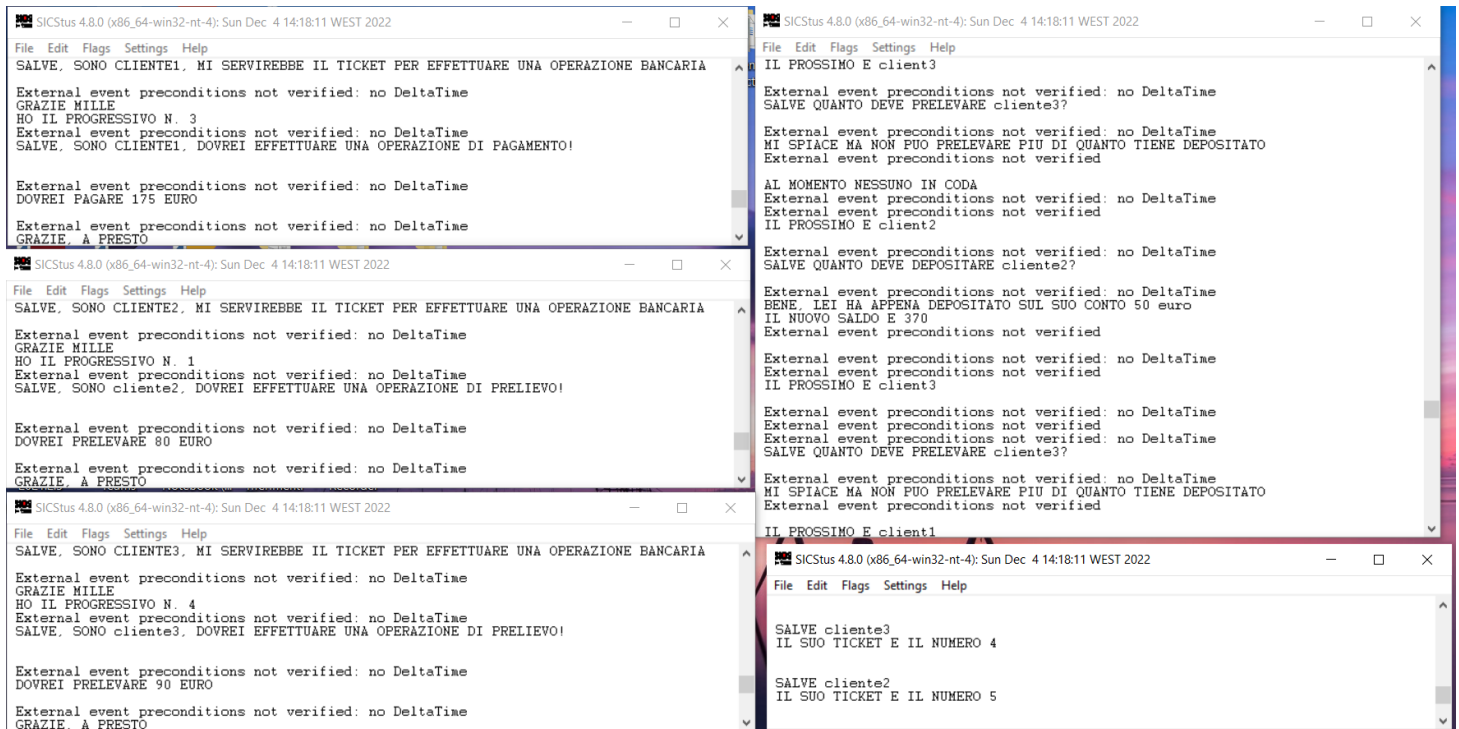 SICStus 4.8.0 (x86_64-win32-nt-4): Sun Dec  4 14:18:11 WEST 2022
File Edit Flags Settings Help
SALVE, SONO CLIENTE1, MI SERVIREBBE IL TICKET PER EFFETTUARE UNA OPERAZIONE BANCARIA
External event preconditions not verified: no DeltaTime
GRAZIE MILLE
HO IL PROGRESSIVO N. 3
External event preconditions not verified: no DeltaTime
SALVE, SONO CLIENTE1, DOVREI EFFETTUARE UNA OPERAZIONE DI PAGAMENTO!
External event preconditions not verified: no DeltaTime
DOVREI PAGARE 175 EURO
External event preconditions not verified: no DeltaTime
GRAZIE, A PRESTO
SICStus 4.8.0 (x86_64-win32-nt-4): Sun Dec  4 14:18:11 WEST 2022
File Edit Flags Settings Help
SALVE, SONO CLIENTE2, MI SERVIREBBE IL TICKET PER EFFETTUARE UNA OPERAZIONE BANCARIA
External event preconditions not verified: no DeltaTime
GRAZIE MILLE
HO IL PROGRESSIVO N. 1
External event preconditions not verified: no DeltaTime
SALVE, SONO cliente2, DOVREI EFFETTUARE UNA OPERAZIONE DI PRELIEVO!
External event preconditions not verified: no DeltaTime
DOVREI PRELEVARE 80 EURO
External event preconditions not verified: no DeltaTime
GRAZIE, A PRESTO
SICStus 4.8.0 (x86_64-win32-nt-4): Sun Dec  4 14:18:11 WEST 2022
File Edit Flags Settings Help
SALVE, SONO CLIENTE3, MI SERVIREBBE IL TICKET PER EFFETTUARE UNA OPERAZIONE BANCARIA
External event preconditions not verified: no DeltaTime
GRAZIE MILLE
HO IL PROGRESSIVO N. 4
External event preconditions not verified: no DeltaTime
SALVE, SONO cliente3, DOVREI EFFETTUARE UNA OPERAZIONE DI PRELIEVO!
External event preconditions not verified: no DeltaTime
DOVREI PRELEVARE 90 EURO
External event preconditions not verified: no DeltaTime
GRAZIE, A PRESTO
SICStus 4.8.0 (x86_64-win32-nt-4): Sun Dec  4 14:18:11 WEST 2022
File Edit Flags Settings Help
IL PROSSIMO E client3
External event preconditions not verified: no DeltaTime
SALVE QUANTO DEVE PRELEVARE cliente3?
External event preconditions not verified: no DeltaTime
MI SPIACE MA NON PUO PRELEVARE PIU DI QUANTO TIENE DEPOSITATO
External event preconditions not verified
AL MOMENTO NESSUNO IN CODA
External event preconditions not verified: no DeltaTime
External event preconditions not verified
IL PROSSIMO E client2
External event preconditions not verified: no DeltaTime
SALVE QUANTO DEVE DEPOSITARE cliente2?
External event preconditions not verified: no DeltaTime
BENE, LEI HA APPENA DEPOSITATO SUL SUO CONTO 50 euro
IL NUOVO SALDO E 370
External event preconditions not verified
External event preconditions not verified: no DeltaTime
External event preconditions not verified
IL PROSSIMO E client3
External event preconditions not verified: no DeltaTime
External event preconditions not verified
External event preconditions not verified: no DeltaTime
SALVE QUANTO DEVE PRELEVARE cliente3?
External event preconditions not verified: no DeltaTime
MI SPIACE MA NON PUO PRELEVARE PIU DI QUANTO TIENE DEPOSITATO
External event preconditions not verified
IL PROSSIMO E client1
SICStus 4.8.0 (x86_64-win32-nt-4): Sun Dec  4 14:18:11 WEST 2022
File Edit Flags Settings Help
SALVE cliente3
IL SUO TICKET E IL NUMERO 4
SALVE cliente2
IL SUO TICKET E IL NUMERO 5